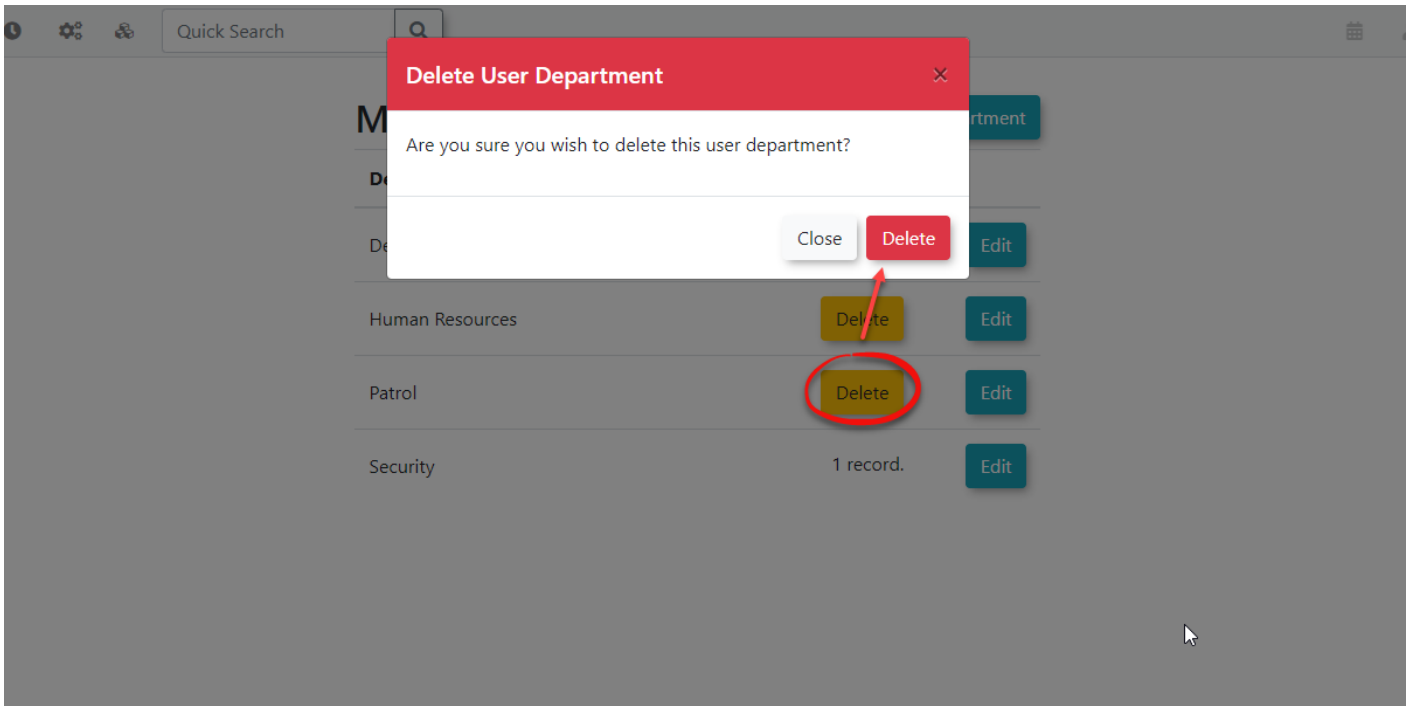 Quick Search
Delete User Department ×
Are you sure you wish to delete this user department?
Close Delete
Edit
Human Resources Delete Edit
Patrol Delete Edit
Security 1 record. Edit